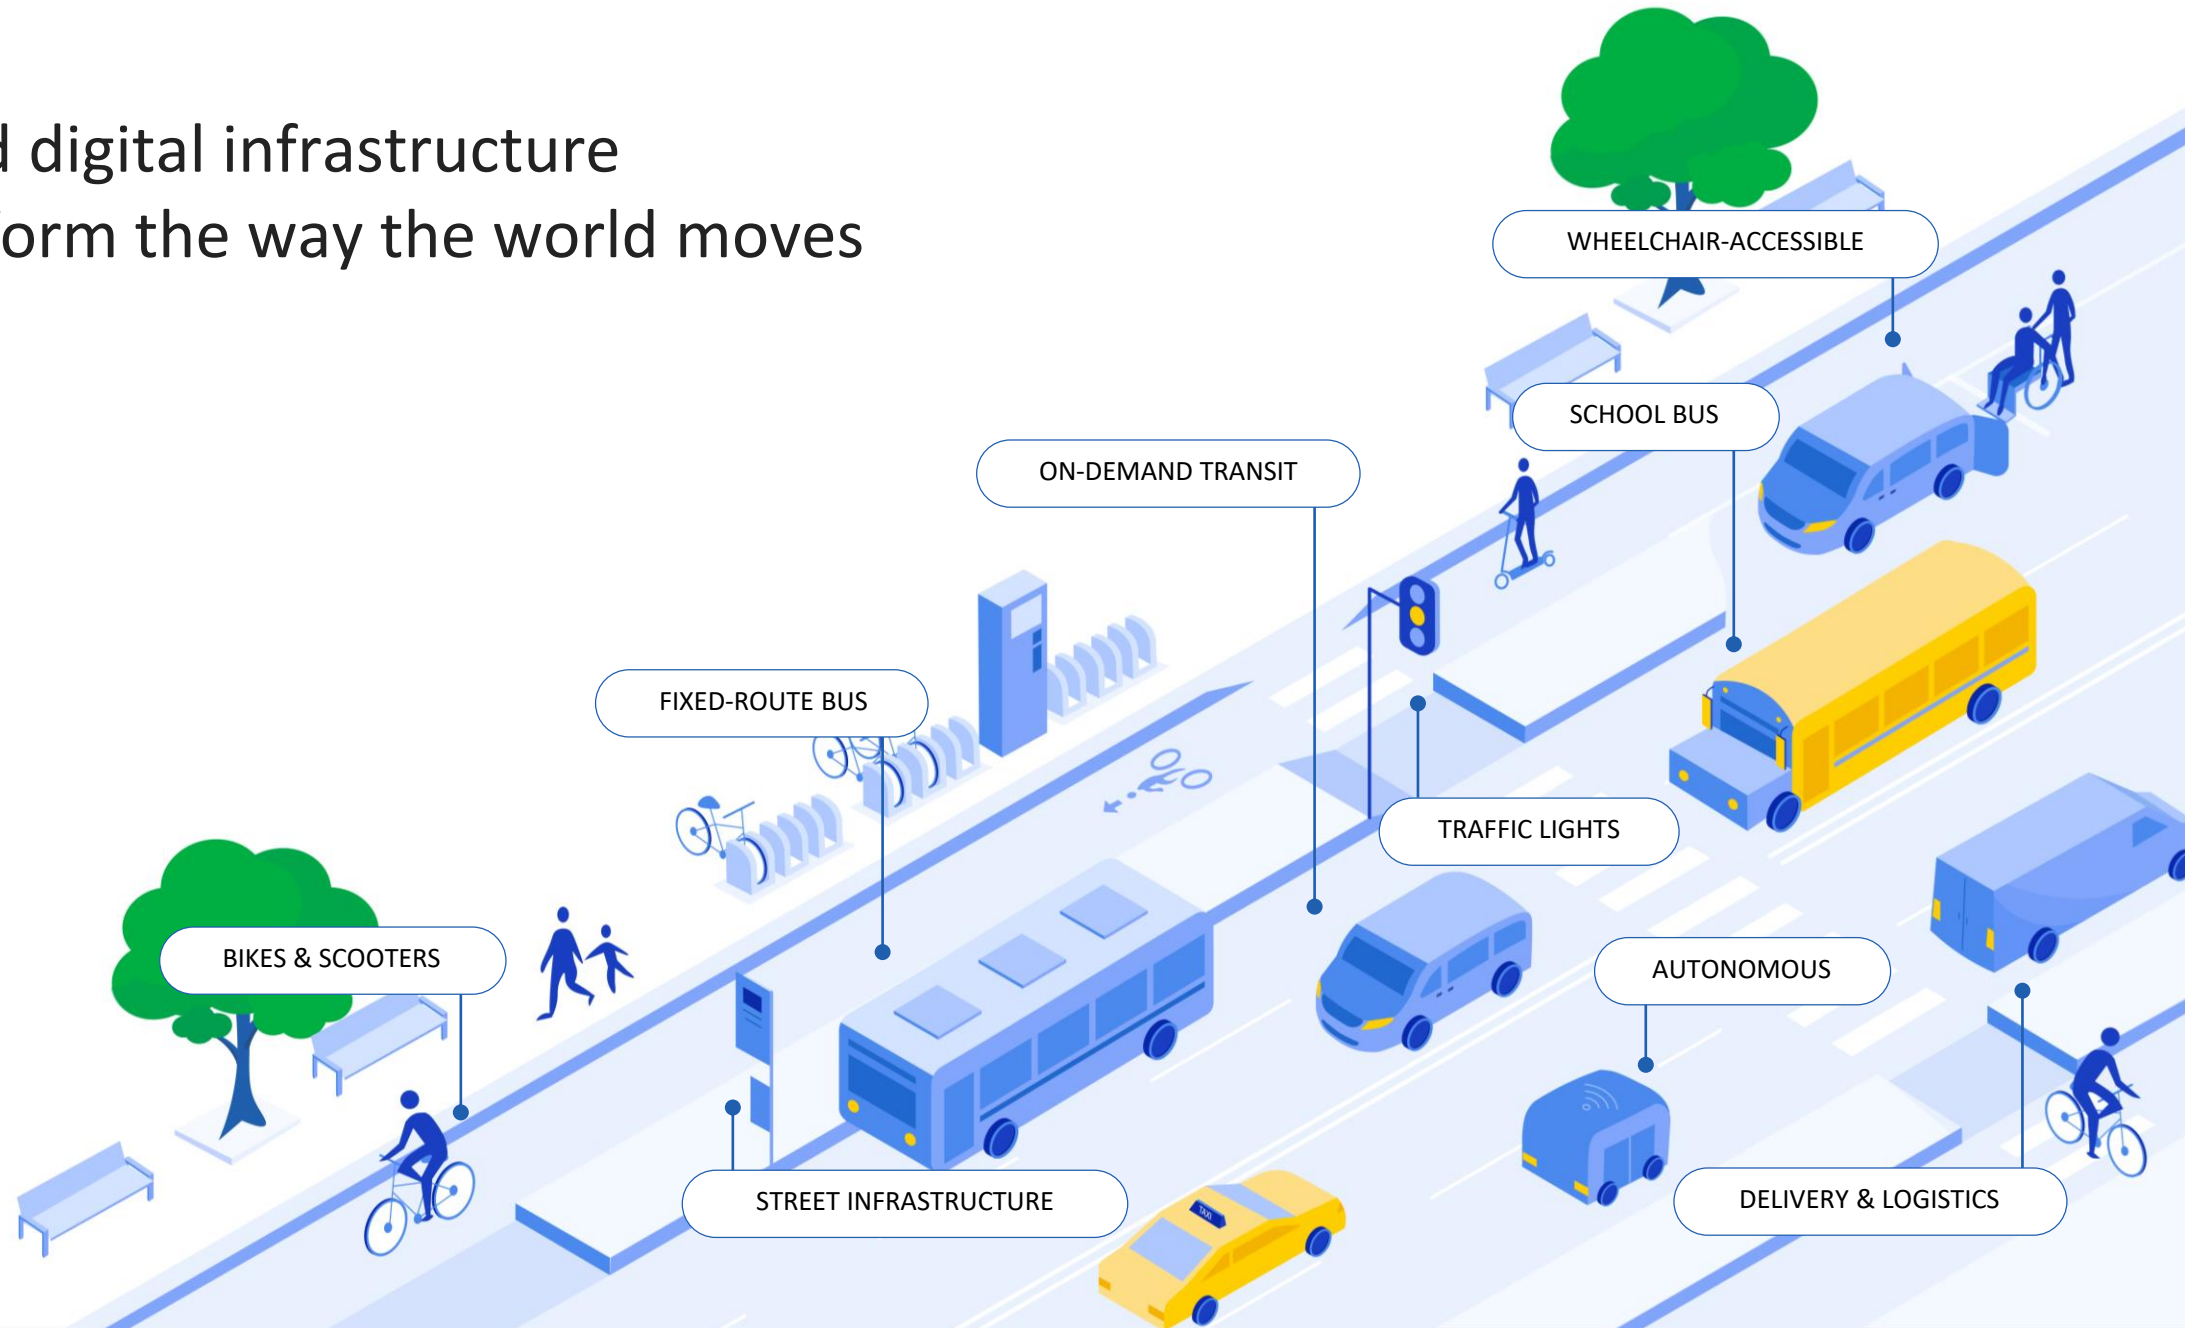 d digital infrastructure
orm the way the world moves
WHEELCHAIR-ACCESSIBLE
SCHOOL BUS
ON-DEMAND TRANSIT
FIXED-ROUTE BUS
TRAFFIC LIGHTS
BIKES & SCOOTERS
AUTONOMOUS
STREET INFRASTRUCTURE
DELIVERY & LOGISTICS
TAXI